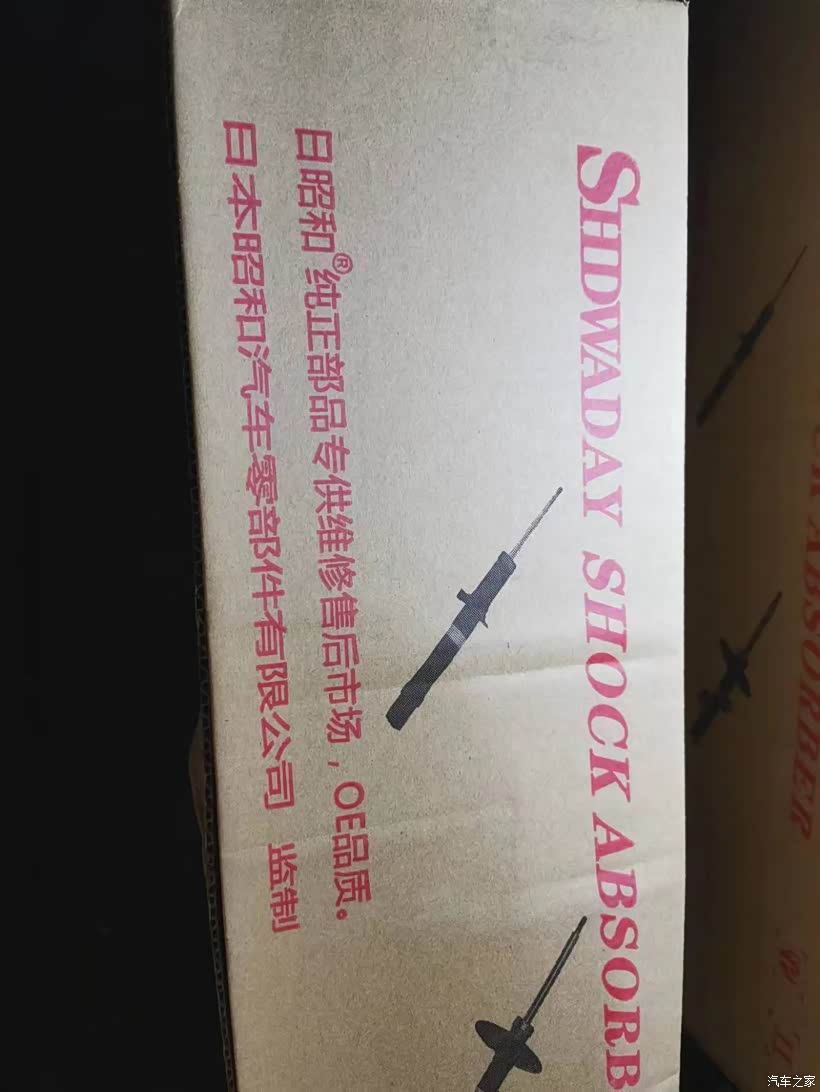 SHDWADAY SHOCK ABSORB
日昭和®纯正部品专供维修售后市场，OE品质。
日本昭和汽车零部件有限公司 监制
ABSORBER
汽车之家